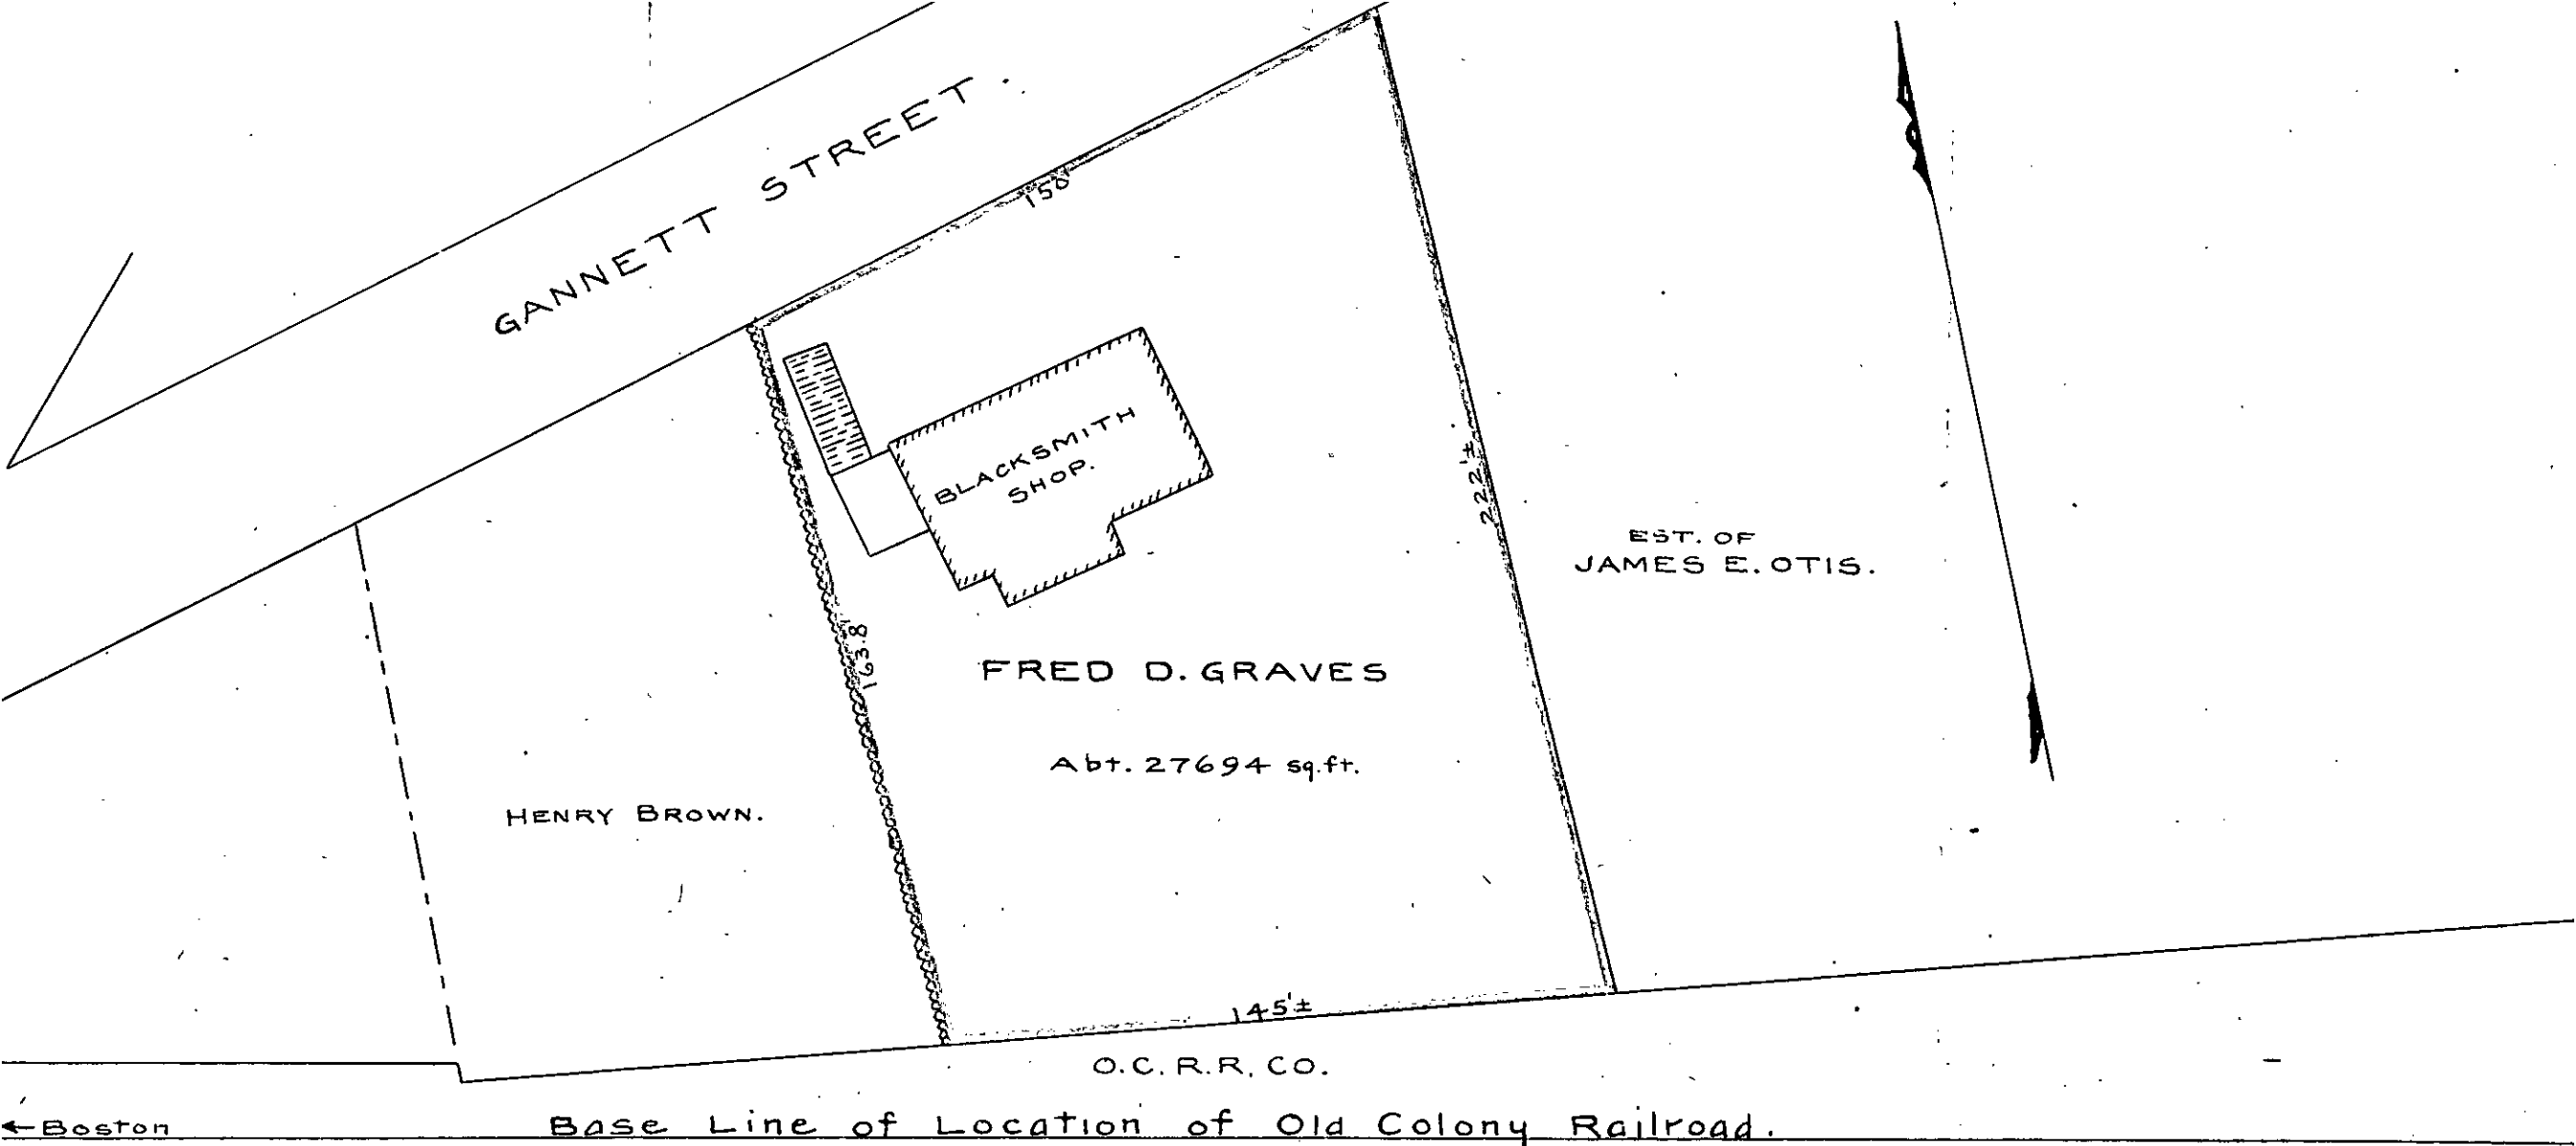 GANNETT STREET.
150'
BLACKSMITH
SHOP.
222'±
EST. OF
JAMES E. OTIS.
163.8'
FRED D. GRAVES
Abt. 27694 sq.ft.
HENRY BROWN.
145'±
O.C.R.R. CO.
←Boston
Base Line of Location of Old Colony Railroad.